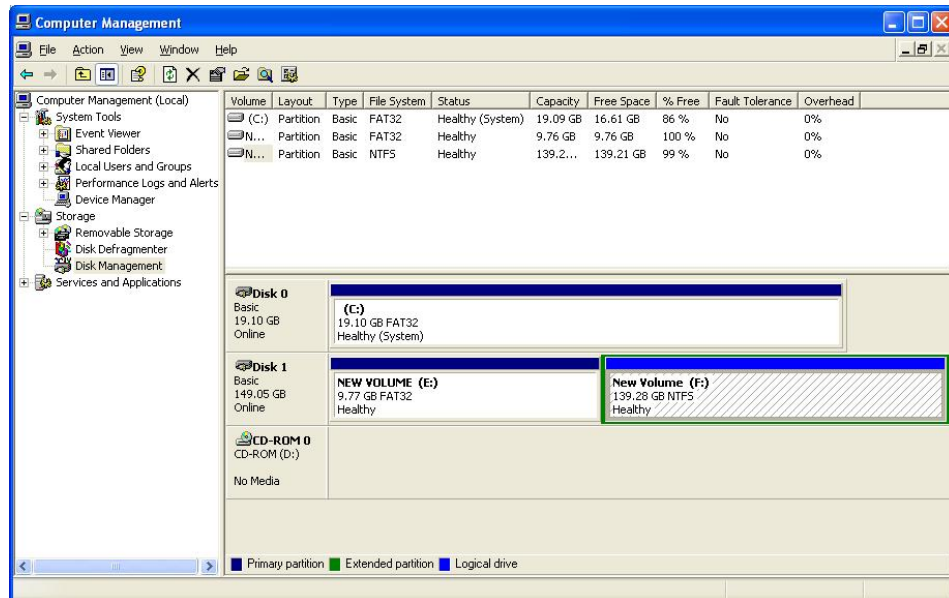 Computer Management
File Action View Window Help
Computer Management (Local)
System Tools
Event Viewer
Shared Folders
Local Users and Groups
Performance Logs and Alerts
Device Manager
Storage
Removable Storage
Disk Defragmenter
Disk Management
Services and Applications
Volume Layout Type File System Status Capacity Free Space % Free Fault Tolerance Overhead
(C:) Partition Basic FAT32 Healthy (System) 19.09 GB 16.61 GB 86 % No 0%
N... Partition Basic FAT32 Healthy 9.76 GB 9.76 GB 100 % No 0%
N... Partition Basic NTFS Healthy 139.2... 139.21 GB 99 % No 0%
Disk 0
Basic
19.10 GB
Online
(C:)
19.10 GB FAT32
Healthy (System)
Disk 1
Basic
149.05 GB
Online
NEW VOLUME (E:)
9.77 GB FAT32
Healthy
New Volume (F:)
139.28 GB NTFS
Healthy
CD-ROM 0
CD-ROM (D:)
No Media
Primary partition Extended partition Logical drive